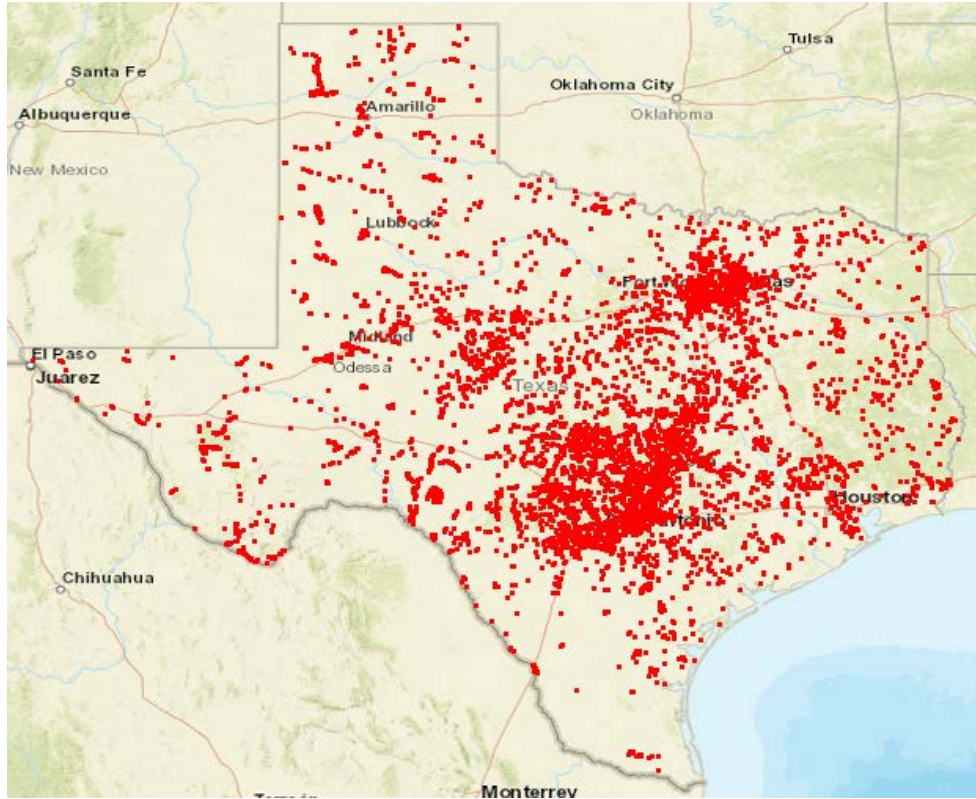 Tulsa
Santa Fe
Oklahoma City
Amarillo
Albuquerque
Oklahoma
New Mexico
Lubbock
Midland
El Paso
Odessa
Juarez
Texas
Houston
Chihuahua
Monterrey